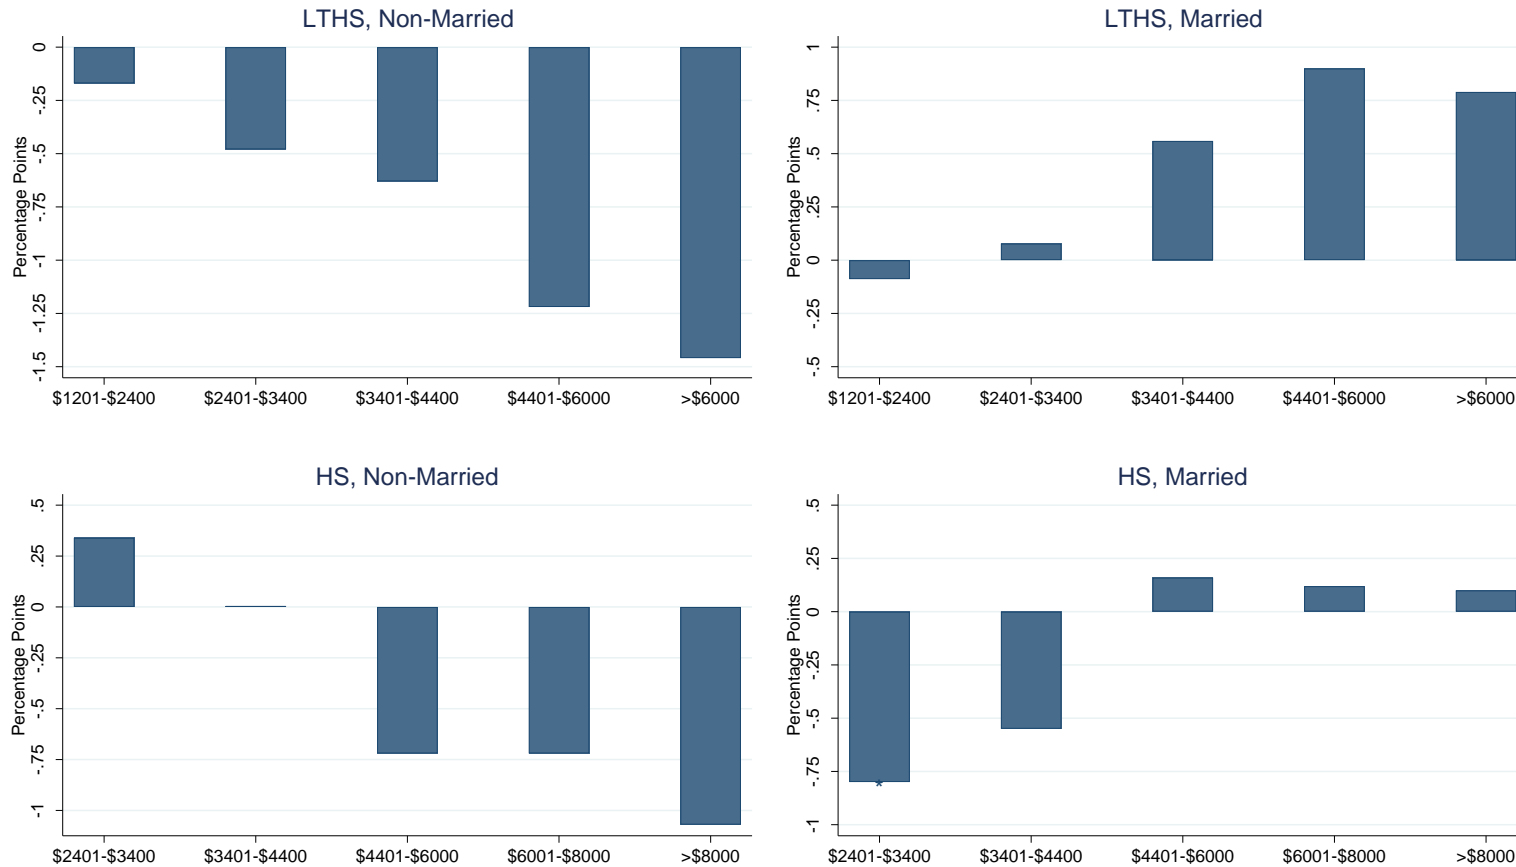 LTHS, Non-Married
Percentage Points
0
-.25
-.5
-.75
-1
-1.25
-1.5
$1201-$2400 $2401-$3400 $3401-$4400 $4401-$6000 >$6000
LTHS, Married
Percentage Points
1
.75
.5
.25
0
-.25
-.5
$1201-$2400 $2401-$3400 $3401-$4400 $4401-$6000 >$6000
HS, Non-Married
Percentage Points
.5
.25
0
-.25
-.5
-.75
-1
$2401-$3400 $3401-$4400 $4401-$6000 $6001-$8000 >$8000
HS, Married
Percentage Points
.5
.25
0
-.25
-.5
-.75
-1
*
$2401-$3400 $3401-$4400 $4401-$6000 $6001-$8000 >$8000